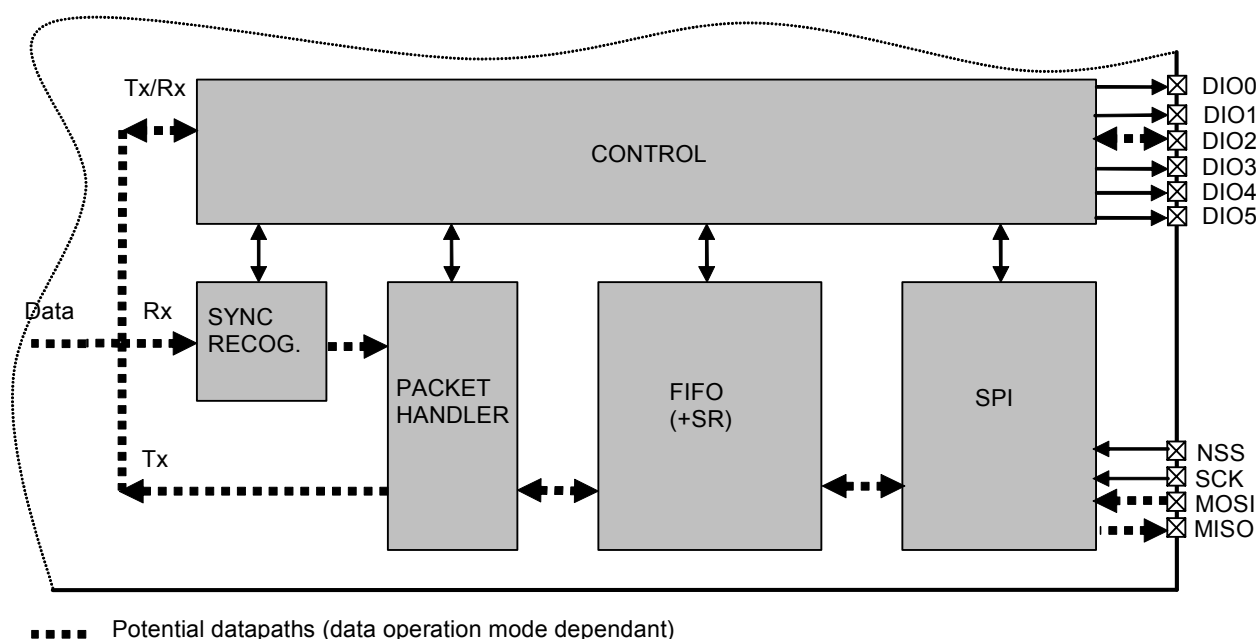 Tx/Rx
DIO0
DIO1
DIO2
DIO3
DIO4
DIO5
CONTROL
Data
Rx
SYNC
RECOG.
PACKET
HANDLER
FIFO
(+SR)
SPI
Tx
NSS
SCK
MOSI
MISO
Potential datapaths (data operation mode dependant)